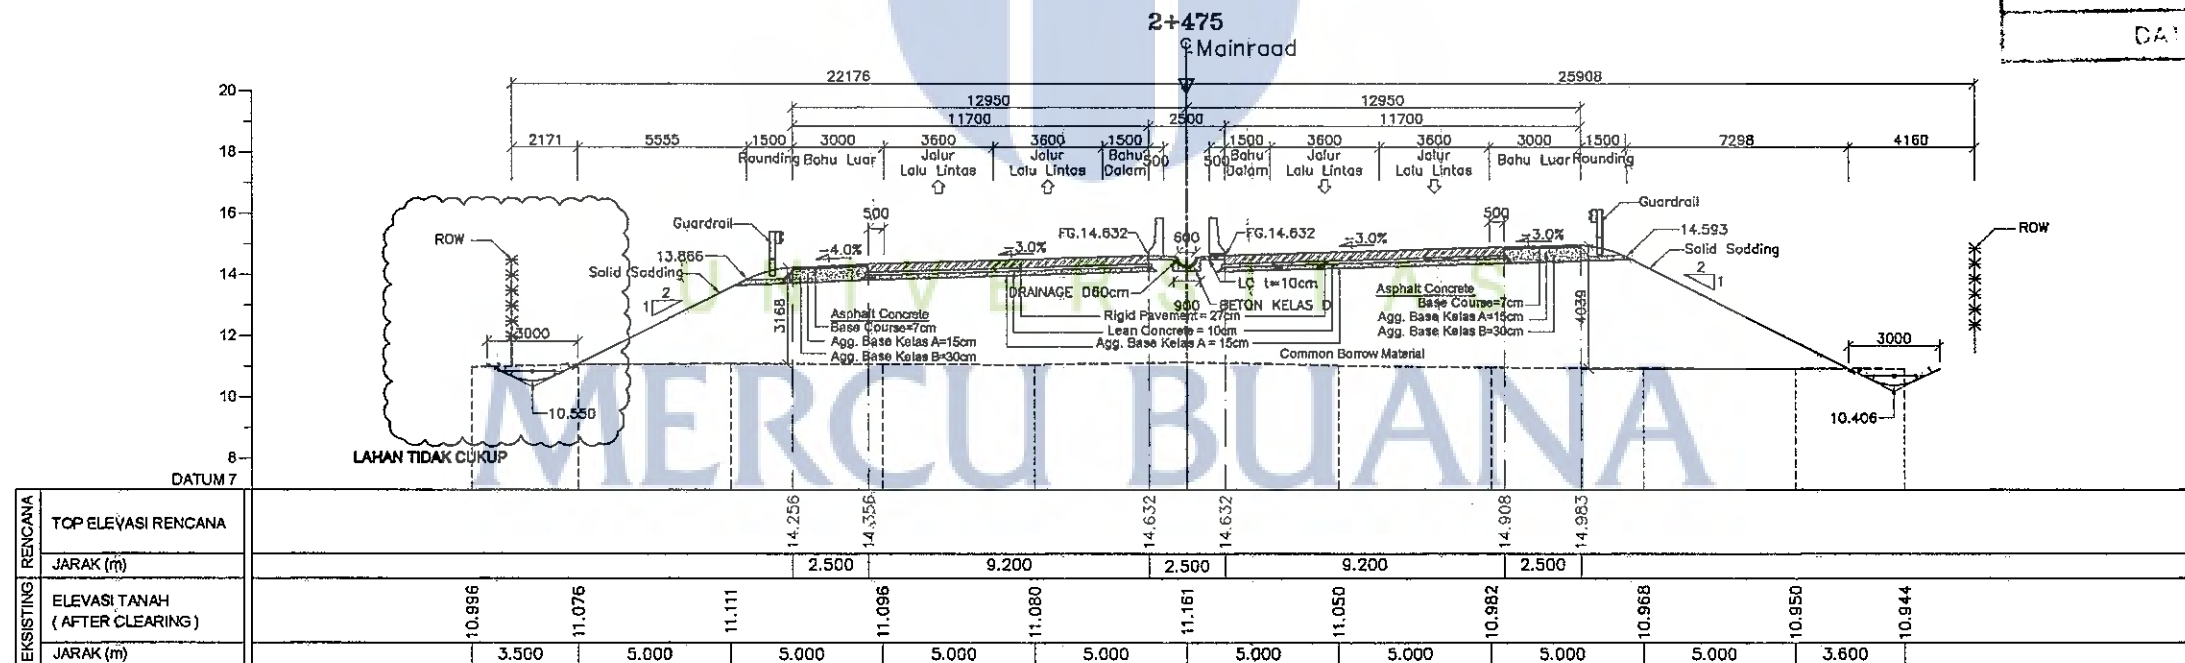 2+475
Mainroad
DA
22176
25908
12950
12950
11700
2500
11700
2171
5555
1500
3000
3600
3600
1500
500
500
1500
3600
3600
3000
1500
7298
4160
Rounding
Bahu Luar
Jalur
Lalu Lintas
Jalur
Lalu Lintas
Bahu
Dalam
Bahu
Dalam
Jalur
Lalu Lintas
Jalur
Lalu Lintas
Bahu Luar
Rounding
20
18
16
14
12
10
8
DATUM 7
ROW
Guardrail
13.866
Solid Sodding
500
-4.0%
-3.0%
FG.14.632
600
FG.14.632
-3.0%
500
-3.0%
Guardrail
14.593
Solid Sodding
ROW
2
1
2
1
UNIVERSITAS
DRAINAGE D60cm
LC t=10cm
900
BETON KELAS D
3168
4039
Asphalt Concrete
Base Course=7cm
Agg. Base Kelas A=15cm
Agg. Base Kelas B=30cm
Rigid Pavement = 27cm
Lean Concrete = 10cm
Agg. Base Kelas A = 15cm
Asphalt Concrete
Base Course=7cm
Agg. Base Kelas A=15cm
Agg. Base Kelas B=30cm
Common Borrow Material
3000
3000
10.550
10.406
LAHAN TIDAK CUKUP
MERCU BUANA
RENCANA
TOP ELEVASI RENCANA
14.256
14.356
14.632
14.632
14.908
14.983
JARAK (m)
2.500
9.200
2.500
9.200
2.500
EKSISTING
ELEVASI TANAH
( AFTER CLEARING )
10.996
11.076
11.111
11.096
11.080
11.161
11.050
10.982
10.968
10.950
10.944
JARAK (m)
3.500
5.000
5.000
5.000
5.000
5.000
5.000
5.000
5.000
3.600